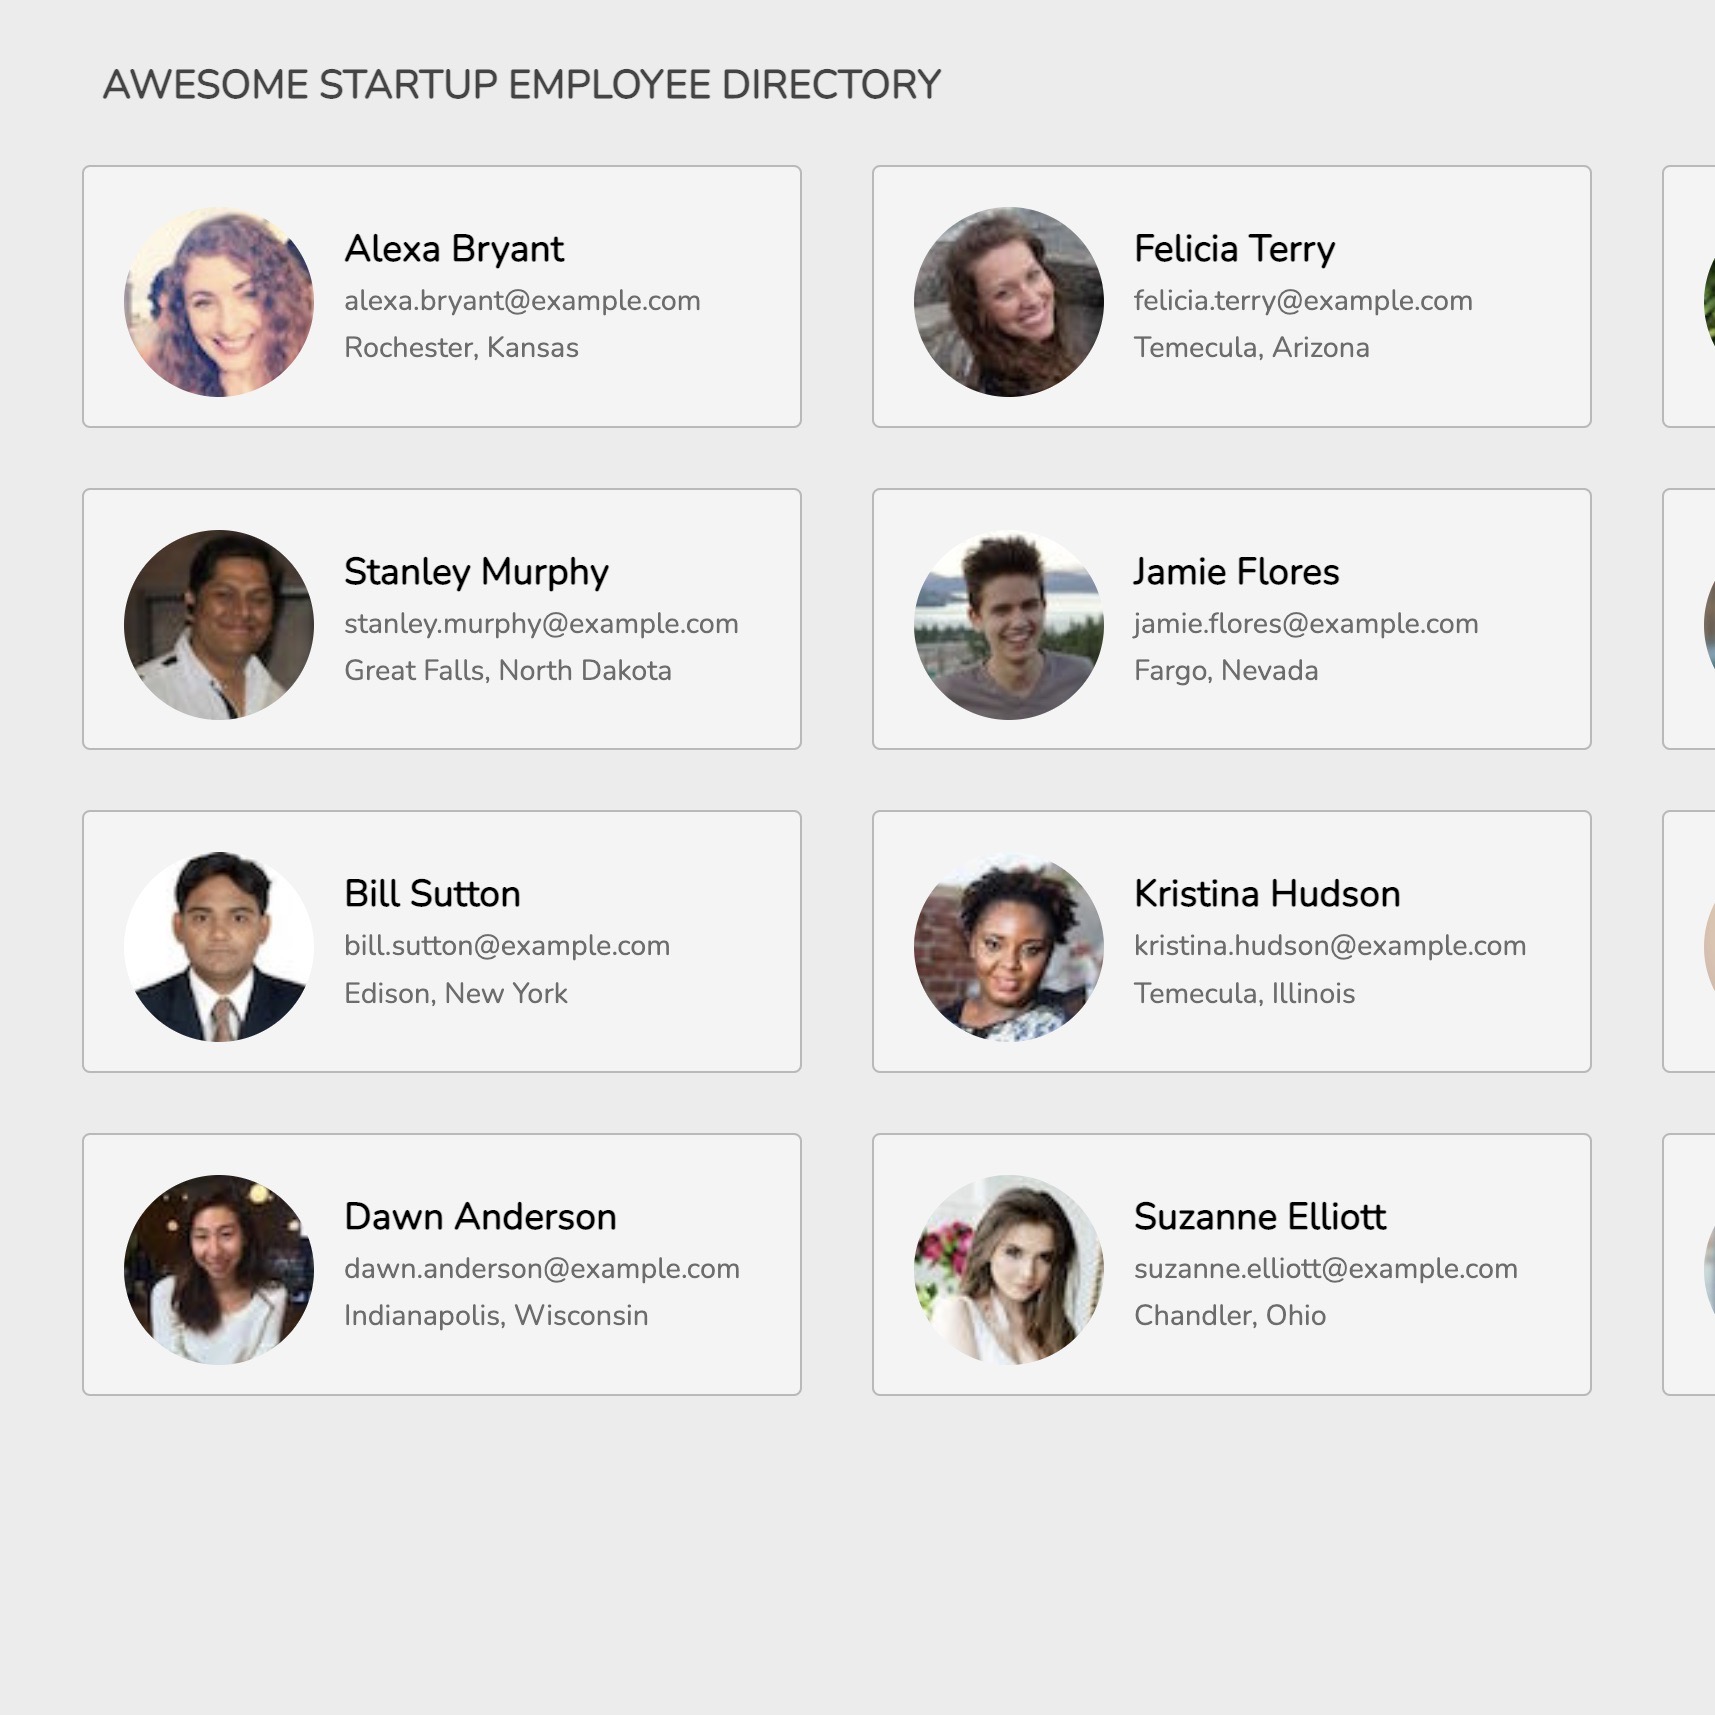 AWESOME STARTUP EMPLOYEE DIRECTORY
Alexa Bryant
alexa.bryant@example.com
Rochester, Kansas
Felicia Terry
felicia.terry@example.com
Temecula, Arizona
Stanley Murphy
stanley.murphy@example.com
Great Falls, North Dakota
Jamie Flores
jamie.flores@example.com
Fargo, Nevada
Bill Sutton
bill.sutton@example.com
Edison, New York
Kristina Hudson
kristina.hudson@example.com
Temecula, Illinois
Dawn Anderson
dawn.anderson@example.com
Indianapolis, Wisconsin
Suzanne Elliott
suzanne.elliott@example.com
Chandler, Ohio